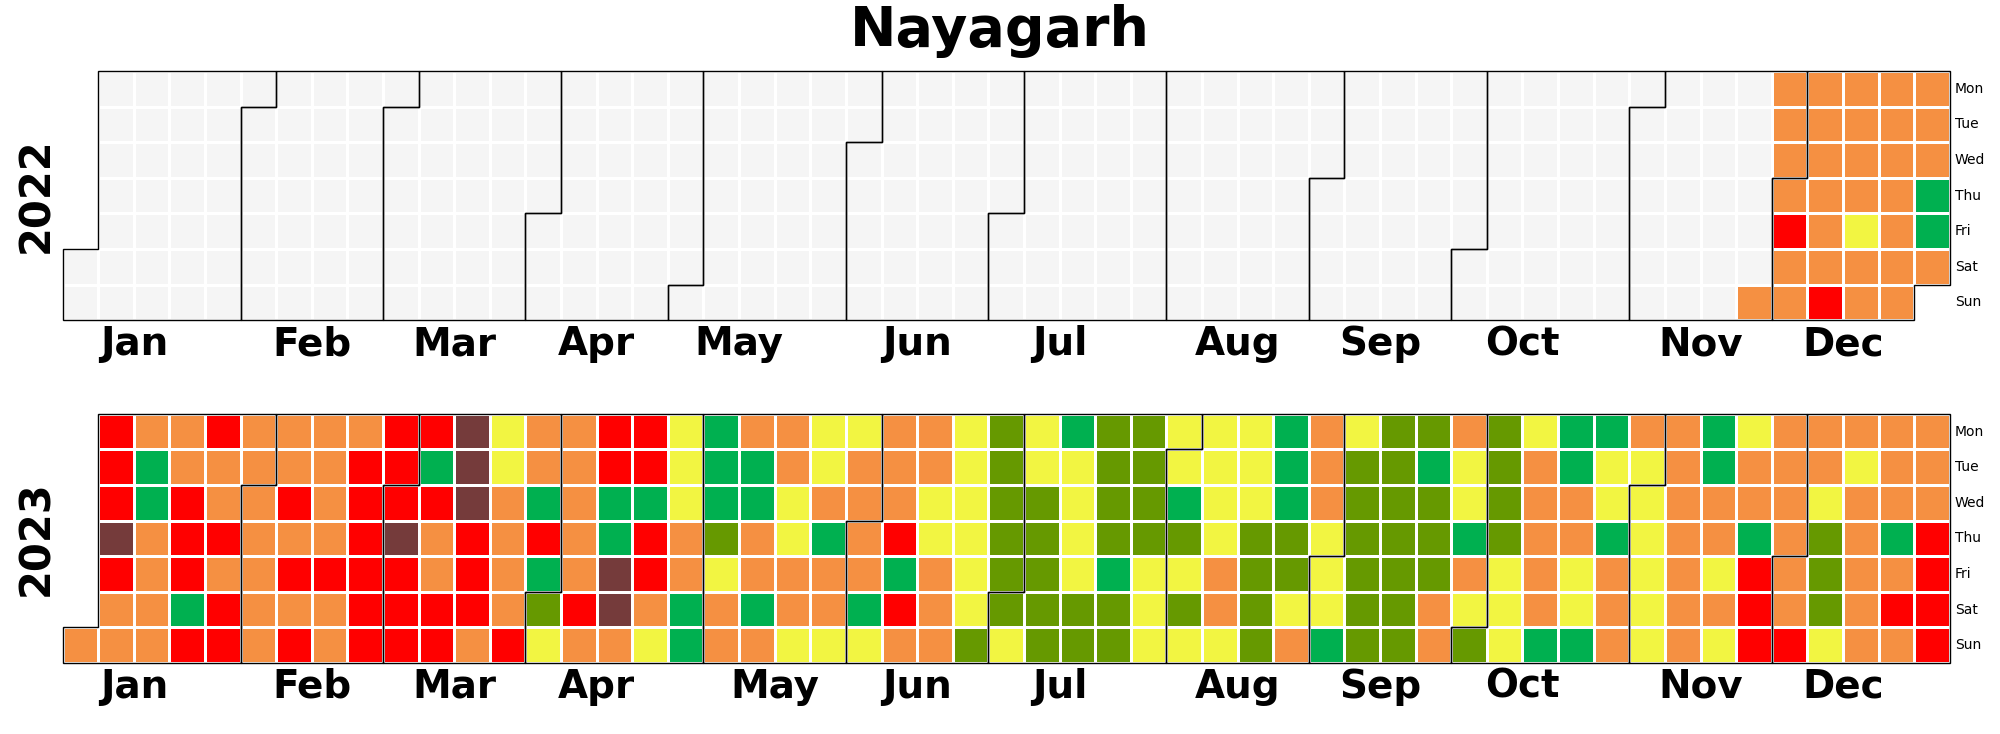 Nayagarh
2022
Mon
Tue
Wed
Thu
Fri
Sat
Sun
Jan Feb Mar Apr May Jun Jul Aug Sep Oct Nov Dec
2023
Mon
Tue
Wed
Thu
Fri
Sat
Sun
Jan Feb Mar Apr May Jun Jul Aug Sep Oct Nov Dec